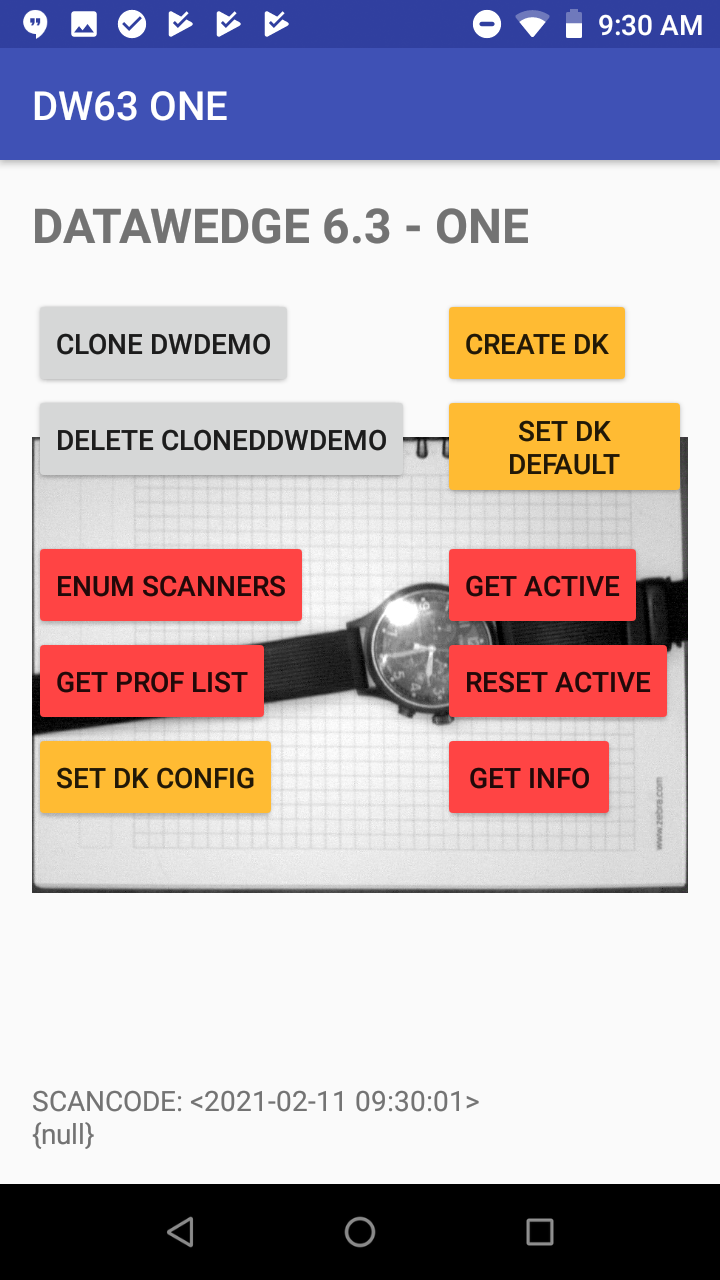 9:30 AM
DW63 ONE
DATAWEDGE 6.3 - ONE
CLONE DWDEMO
CREATE DK
DELETE CLONEDDWDEMO
SET DK
DEFAULT
ENUM SCANNERS
GET ACTIVE
GET PROF LIST
RESET ACTIVE
SET DK CONFIG
GET INFO
www.zebra.com
SCANCODE: <2021-02-11 09:30:01>
{null}